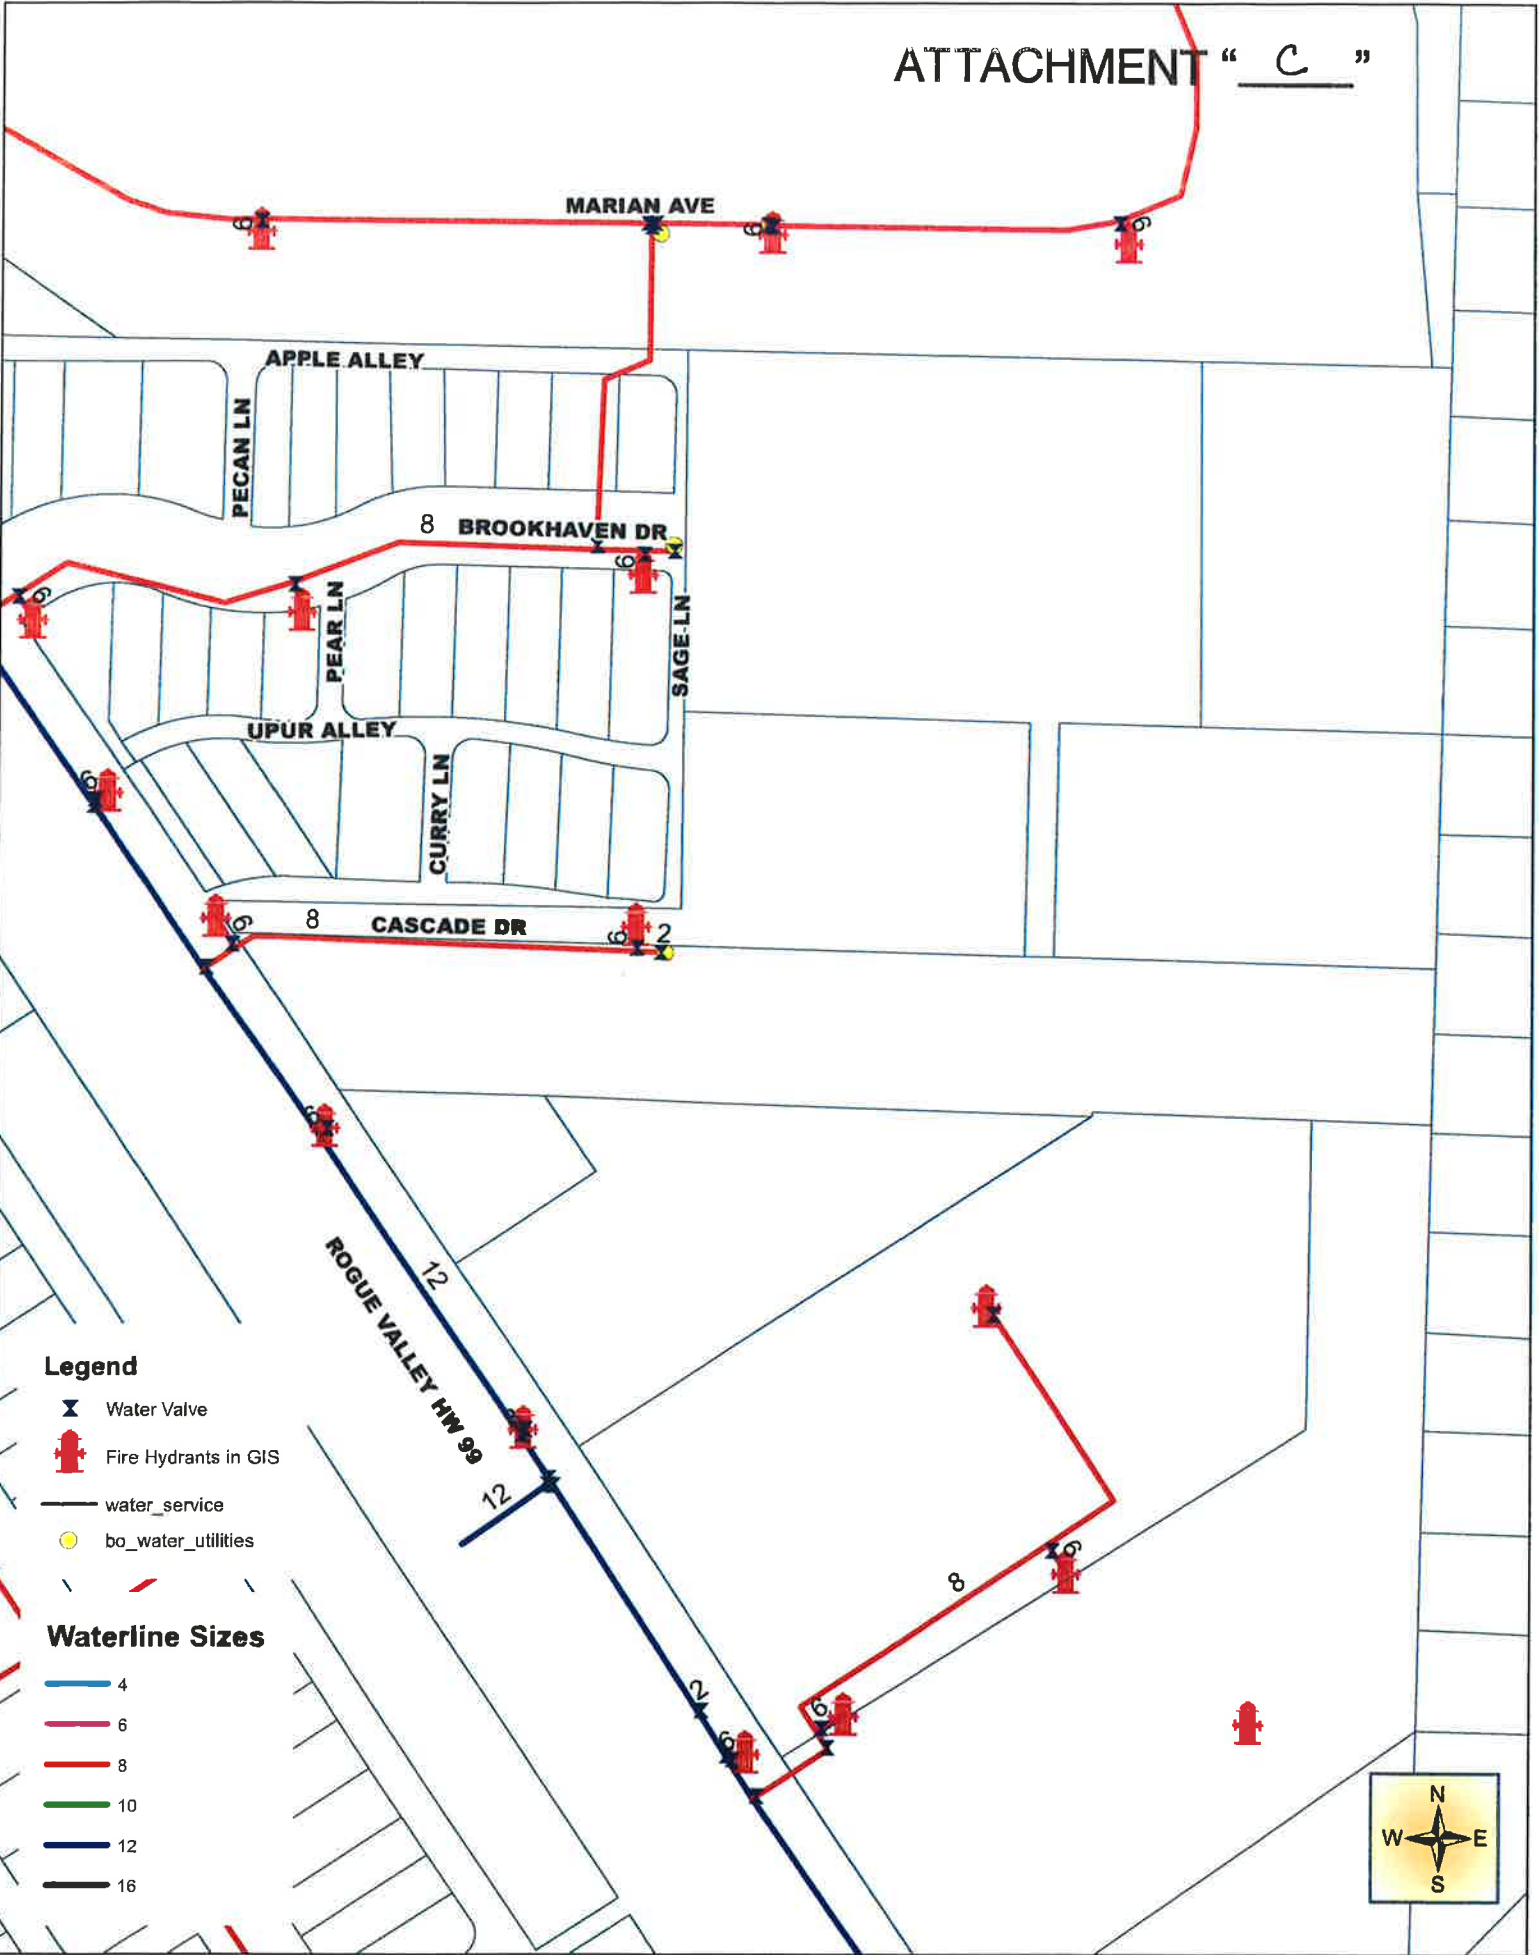 ATTACHMENT “ C ”
MARIAN AVE
6
6
6
APPLE ALLEY
PECAN LN
8 BROOKHAVEN DR
6
6
PEAR LN
SAGE LN
UPUR ALLEY
CURRY LN
6
8 CASCADE DR
6
6 2
6
12
ROGUE VALLEY HW 99
12
8
6
2
6
6
Legend
Water Valve
Fire Hydrants in GIS
water_service
bo_water_utilities
Waterline Sizes
4
6
8
10
12
16
N
W E
S